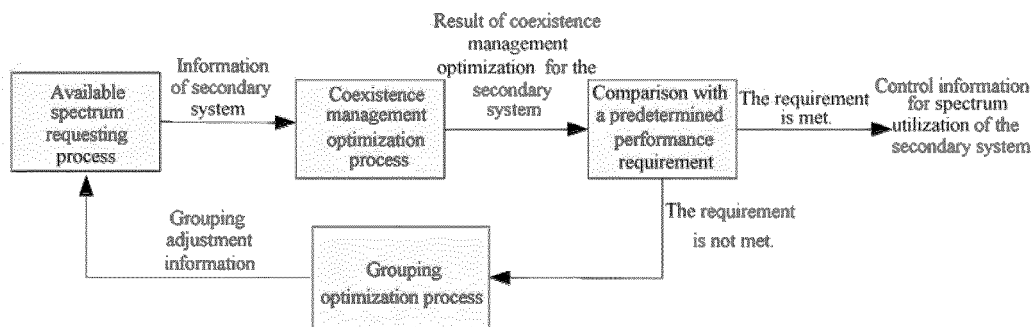 Available
spectrum
requesting
process
Information
of secondary
system
Coexistence
management
optimization
process
Result of coexistence
management
optimization for the
secondary
system
Comparison with
a predetermined
performance
requirement
The requirement
is met.
Control information
for spectrum
utilization of the
secondary system
The requirement
is not met.
Grouping
optimization process
Grouping
adjustment
information